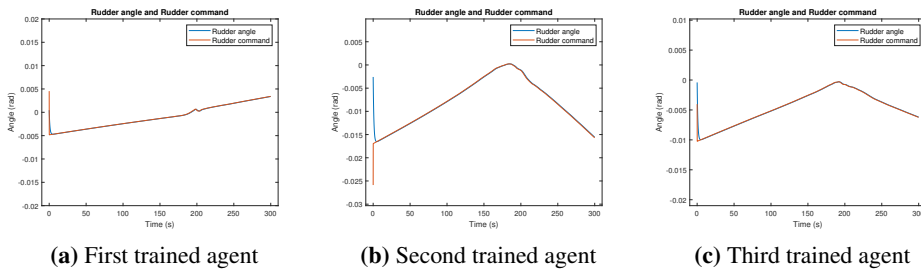 Rudder angle and Rudder command
Rudder angle
Rudder command
0.02
0.015
0.01
0.005
0
-0.005
-0.01
-0.015
-0.02
Angle (rad)
0 50 100 150 200 250 300
Time (s)
(a) First trained agent
Rudder angle and Rudder command
Rudder angle
Rudder command
0.005
0
-0.005
-0.01
-0.015
-0.02
-0.025
-0.03
Angle (rad)
0 50 100 150 200 250 300
Time (s)
(b) Second trained agent
Rudder angle and Rudder command
Rudder angle
Rudder command
0.01
0.005
0
-0.005
-0.01
-0.015
-0.02
Angle (rad)
0 50 100 150 200 250 300
Time (s)
(c) Third trained agent